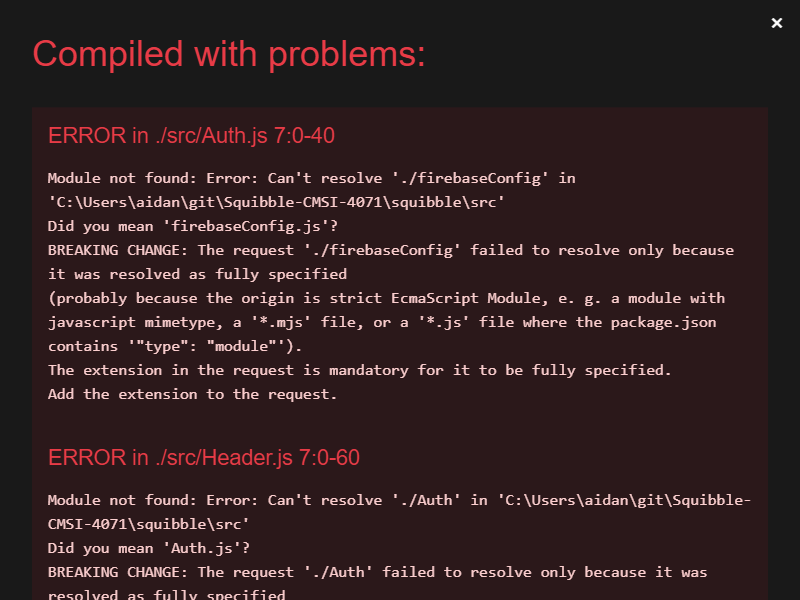 ×
Compiled with problems:
ERROR in ./src/Auth.js 7:0-40
Module not found: Error: Can't resolve './firebaseConfig' in
'C:\Users\aidan\git\Squibble-CMSI-4071\squibble\src'
Did you mean 'firebaseConfig.js'?
BREAKING CHANGE: The request './firebaseConfig' failed to resolve only because
it was resolved as fully specified
(probably because the origin is strict EcmaScript Module, e. g. a module with
javascript mimetype, a '*.mjs' file, or a '*.js' file where the package.json
contains '"type": "module"').
The extension in the request is mandatory for it to be fully specified.
Add the extension to the request.
ERROR in ./src/Header.js 7:0-60
Module not found: Error: Can't resolve './Auth' in 'C:\Users\aidan\git\Squibble-
CMSI-4071\squibble\src'
Did you mean 'Auth.js'?
BREAKING CHANGE: The request './Auth' failed to resolve only because it was
resolved as fully specified